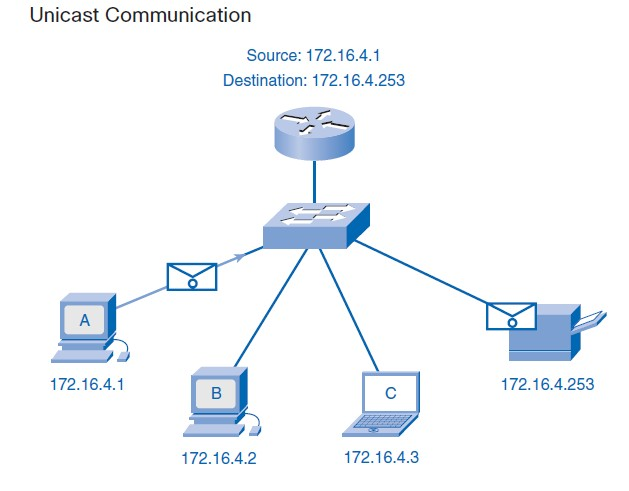 Unicast Communication
Source: 172.16.4.1
Destination: 172.16.4.253
A
172.16.4.1
B
172.16.4.2
C
172.16.4.3
172.16.4.253